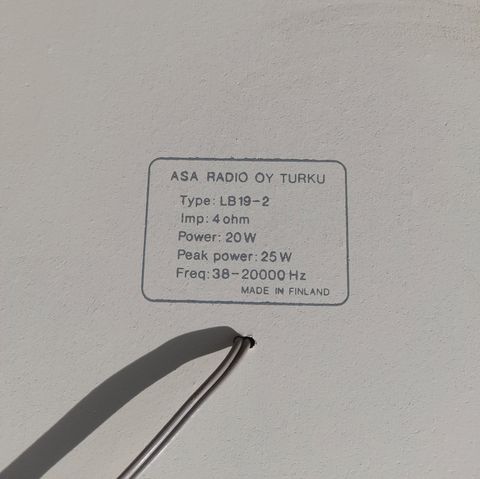 ASA RADIO OY TURKU
Type: LB19-2
Imp: 4 ohm
Power: 20 W
Peak power: 25 W
Freq: 38-20000 Hz
MADE IN FINLAND